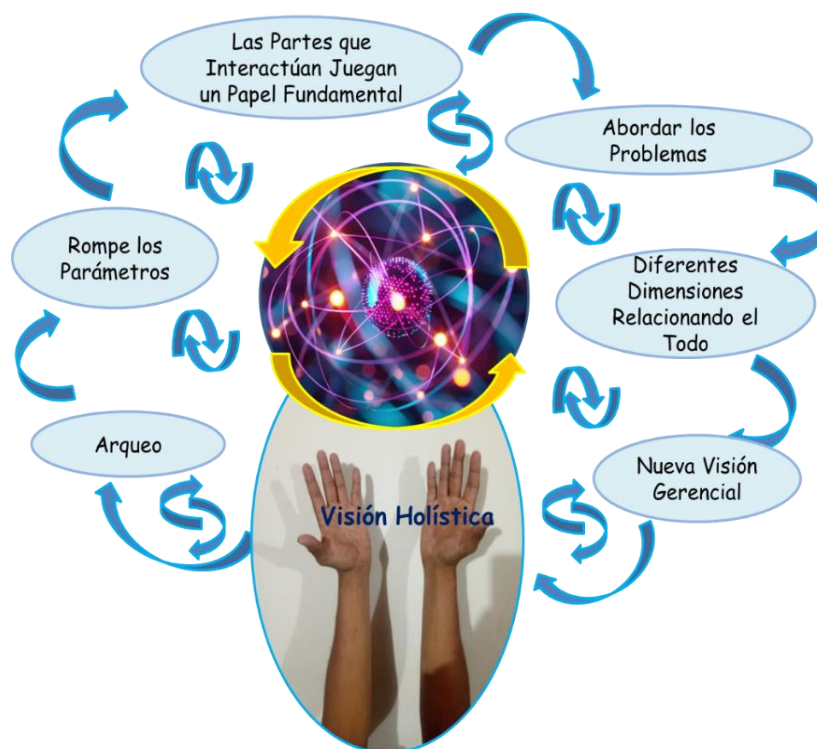 Las Partes que
Interactúan Juegan
un Papel Fundamental
Abordar los
Problemas
Rompe los
Parámetros
Diferentes
Dimensiones
Relacionando el
Todo
Arqueo
Nueva Visión
Gerencial
Visión Holística